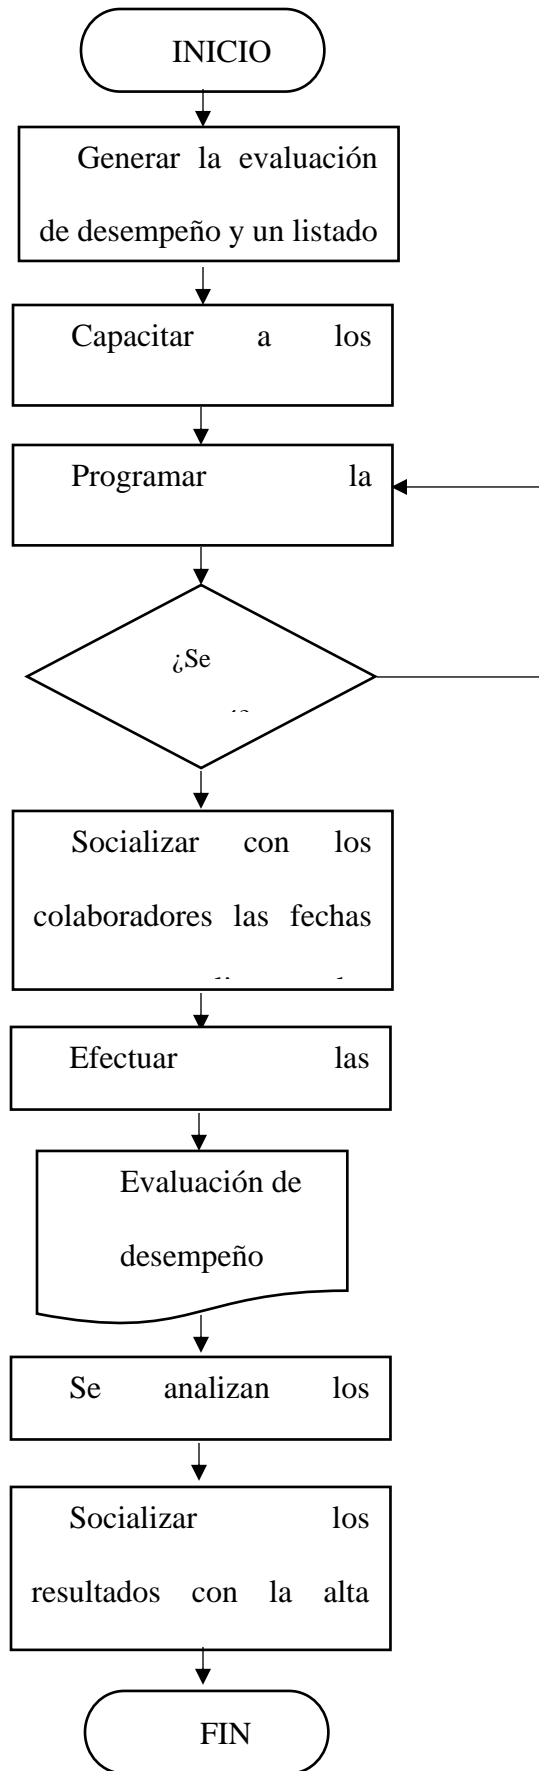 INICIO
Generar la evaluación
de desempeño y un listado
Capacitar a los
Programar la
¿Se
Socializar con los
colaboradores las fechas
Efectuar las
Evaluación de
desempeño
Se analizan los
Socializar los
resultados con la alta
FIN